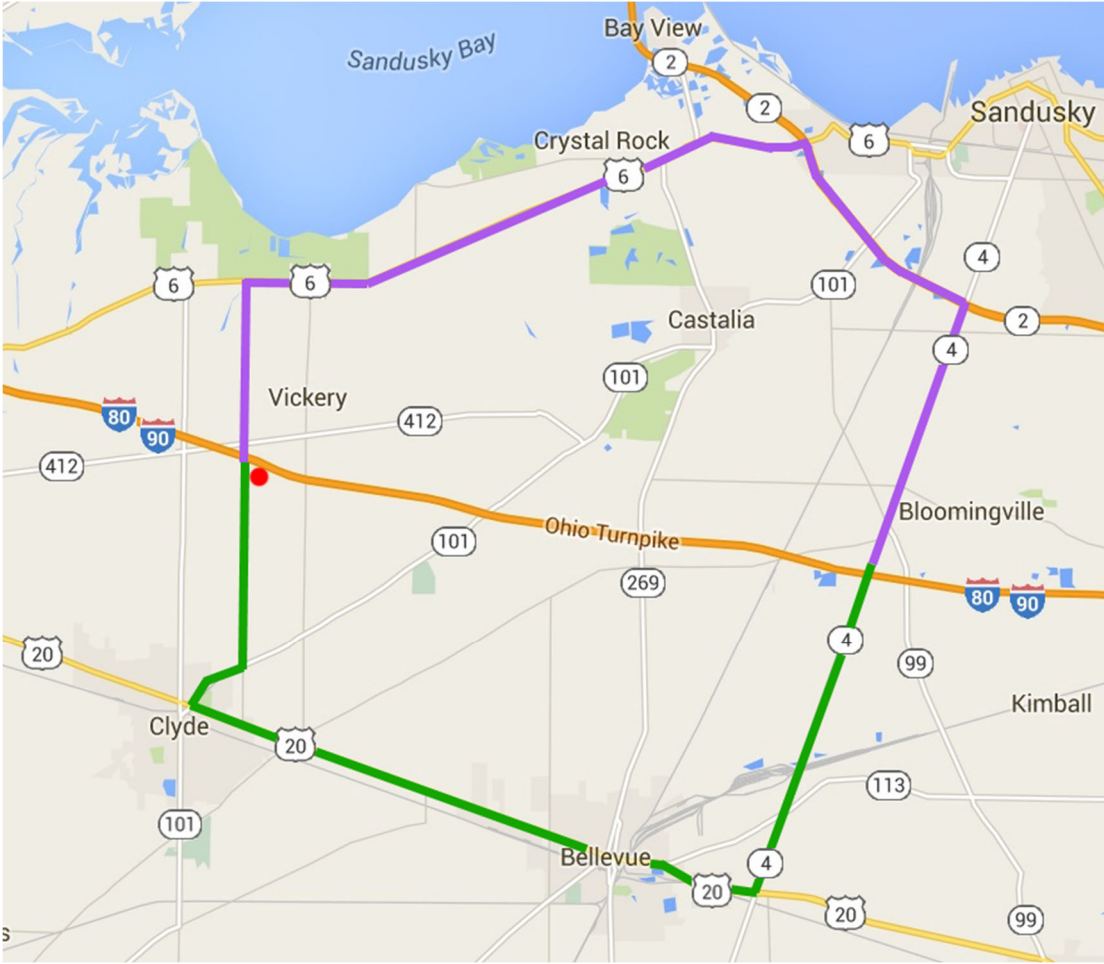 Bay View
Sandusky Bay
2
2
Sandusky
Crystal Rock
6
6
4
6
6
101
Castalia
2
4
101
80
Vickery
412
90
412
Bloomingville
Ohio Turnpike
101
269
80
90
20
4
99
Kimball
Clyde
20
113
101
Bellevue
4
20
20
99
s